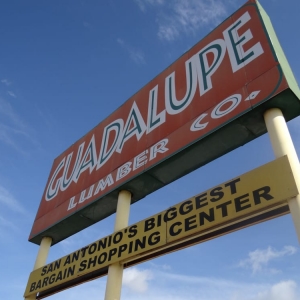 GUADALUPE
LUMBER CO.
SAN ANTONIO'S BIGGEST
BARGAIN SHOPPING CENTER